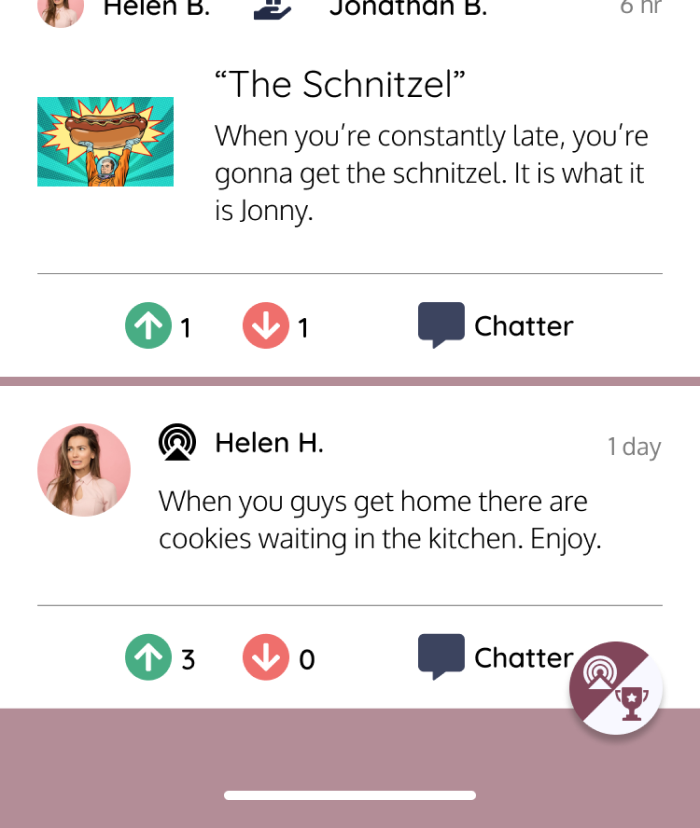 Helen B. Jonathan B. 6 hr
“The Schnitzel”
When you’re constantly late, you’re
gonna get the schnitzel. It is what it
is Jonny.
1 1 Chatter
Helen H. 1 day
When you guys get home there are
cookies waiting in the kitchen. Enjoy.
3 0 Chatter